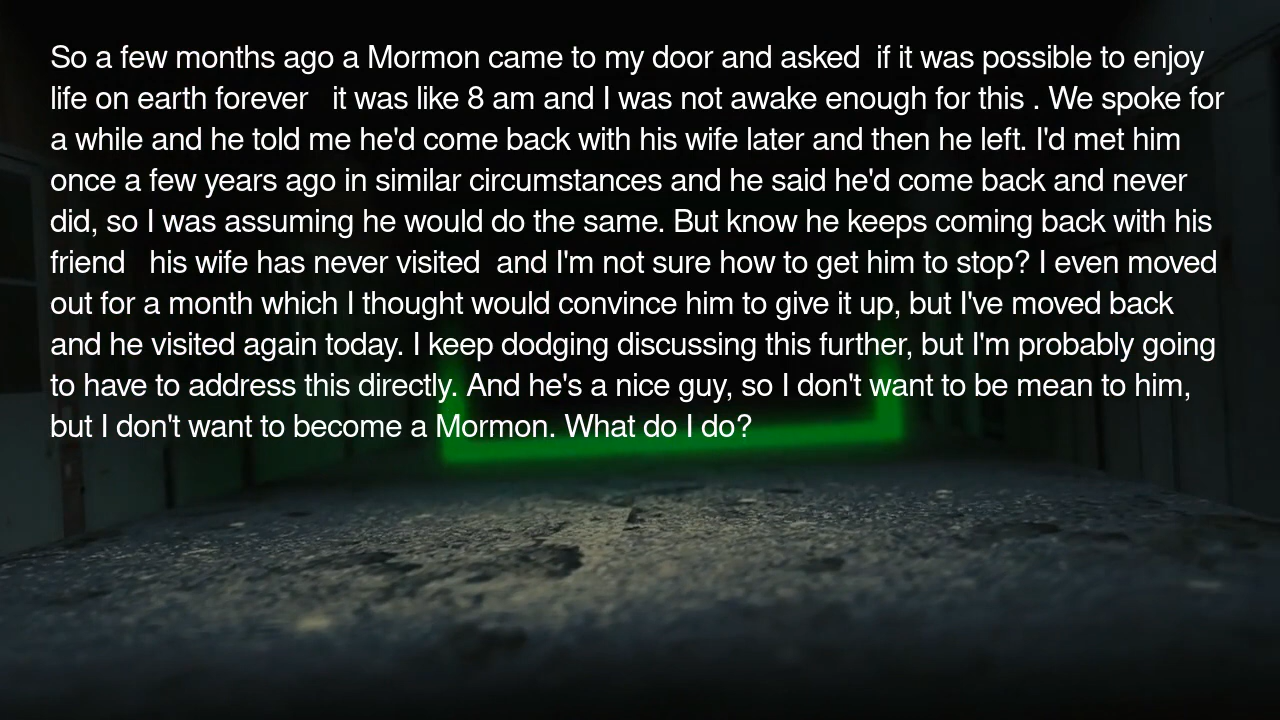 So a few months ago a Mormon came to my door and asked  if it was possible to enjoy
life on earth forever   it was like 8 am and I was not awake enough for this . We spoke for
a while and he told me he'd come back with his wife later and then he left. I'd met him
once a few years ago in similar circumstances and he said he'd come back and never
did, so I was assuming he would do the same. But know he keeps coming back with his
friend   his wife has never visited  and I'm not sure how to get him to stop? I even moved
out for a month which I thought would convince him to give it up, but I've moved back
and he visited again today. I keep dodging discussing this further, but I'm probably going
to have to address this directly. And he's a nice guy, so I don't want to be mean to him,
but I don't want to become a Mormon. What do I do?